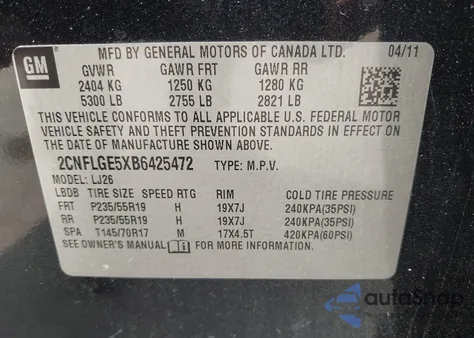 GM
MFD BY GENERAL MOTORS OF CANADA LTD. 04/11
GVWR GAWR FRT GAWR RR
2404 KG 1250 KG 1280 KG
5300 LB 2755 LB 2821 LB
THIS VEHICLE CONFORMS TO ALL APPLICABLE U.S. FEDERAL MOTOR
VEHICLE SAFETY AND THEFT PREVENTION STANDARDS IN EFFECT ON
THE DATE OF MANUFACTURE SHOWN ABOVE.
2CNFLGE5XB6425472 TYPE: M.P.V.
MODEL: LJ26
LBDB TIRE SIZE SPEED RTG RIM COLD TIRE PRESSURE
FRT P235/55R19 H 19X7J 240KPA(35PSI)
RR P235/55R19 H 19X7J 240KPA(35PSI)
SPA T145/70R17 M 17X4.5T 420KPA(60PSI)
SEE OWNER'S MANUAL FOR MORE INFORMATION
autoSnap